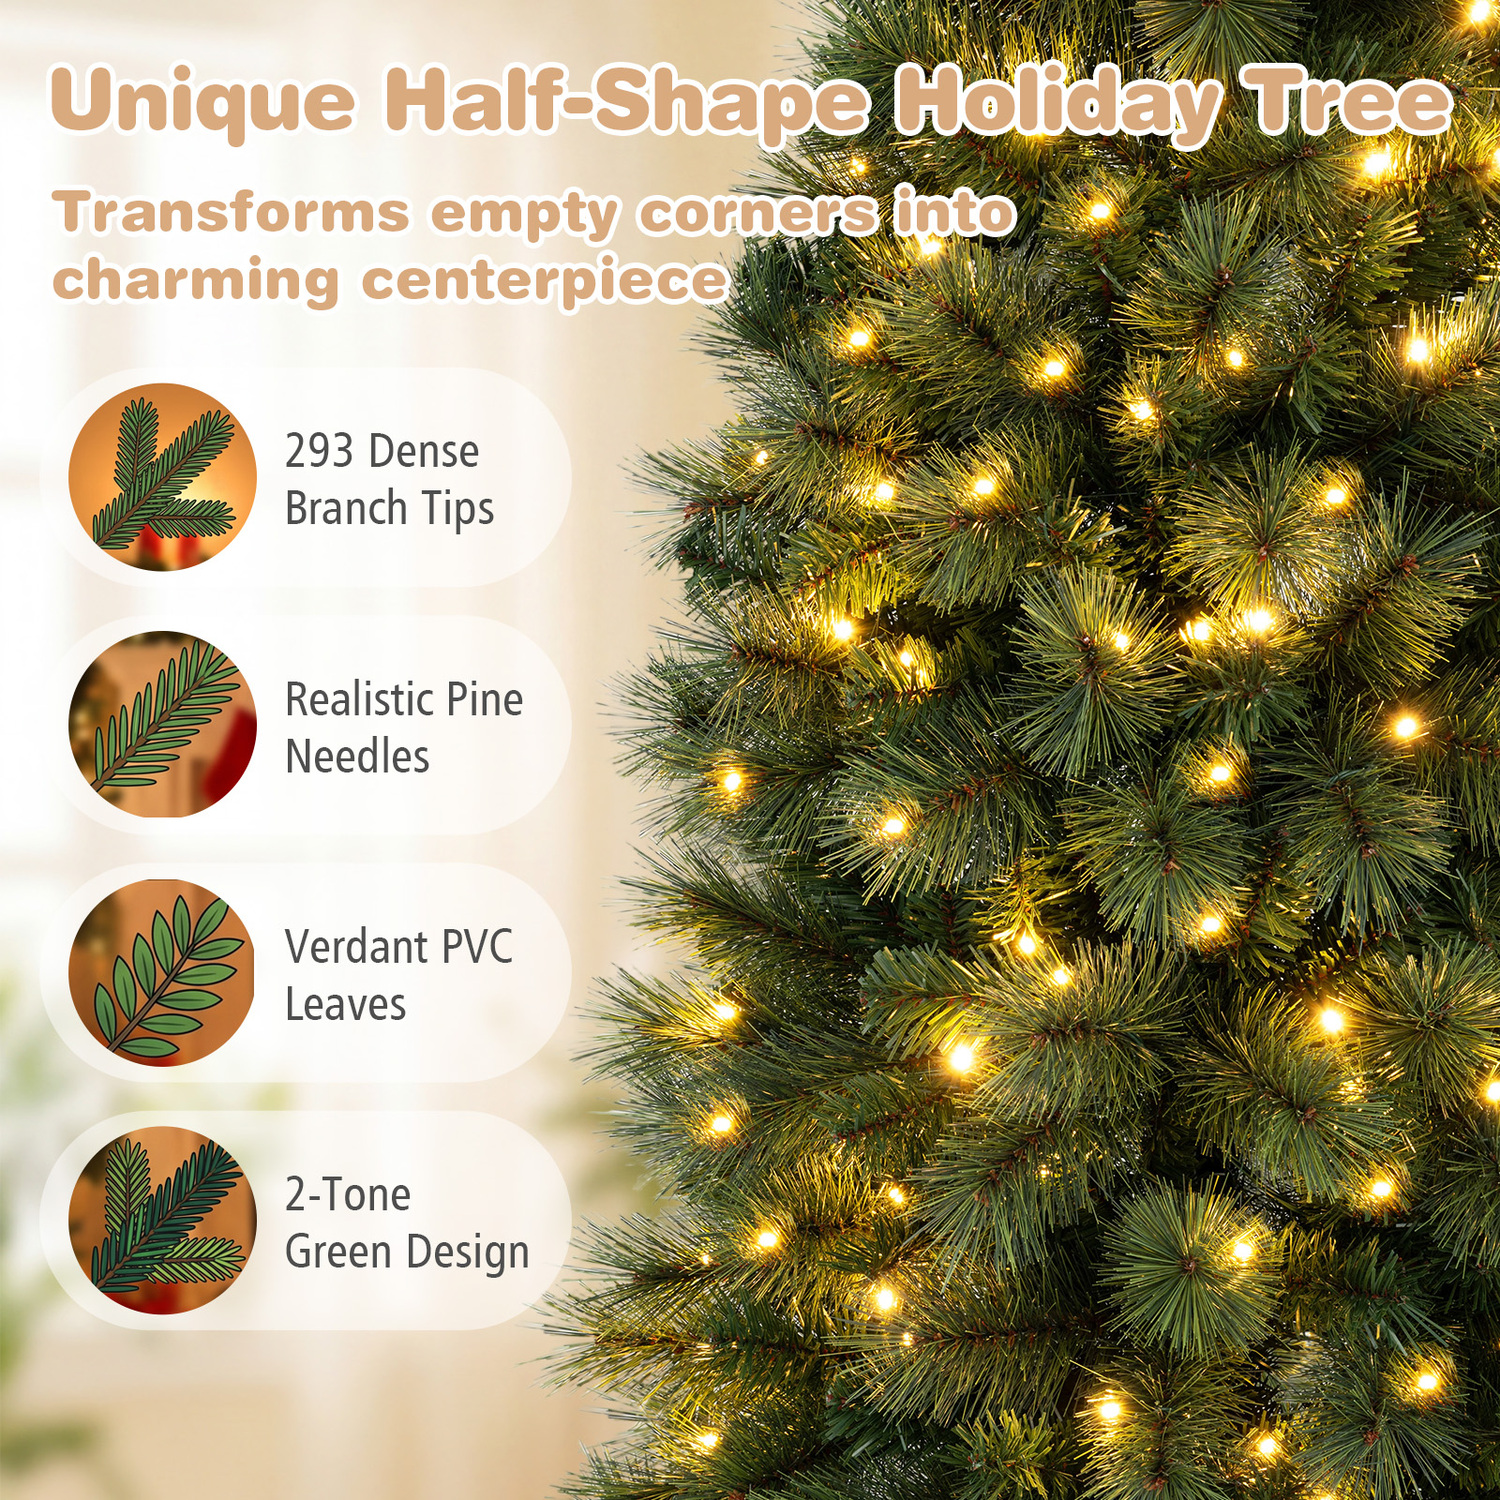 Unique Half-Shape Holiday Tree
Transforms empty corners into
charming centerpiece
293 Dense
Branch Tips
Realistic Pine
Needles
Verdant PVC
Leaves
2-Tone
Green Design